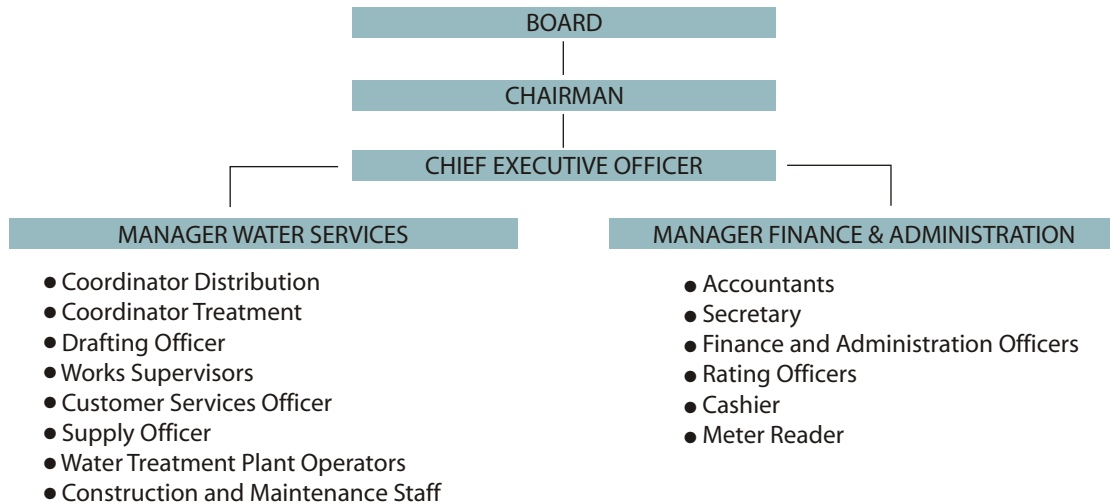 BOARD
CHAIRMAN
CHIEF EXECUTIVE OFFICER
MANAGER WATER SERVICES
● Coordinator Distribution
● Coordinator Treatment
● Drafting Officer
● Works Supervisors
● Customer Services Officer
● Supply Officer
● Water Treatment Plant Operators
● Construction and Maintenance Staff
MANAGER FINANCE & ADMINISTRATION
● Accountants
● Secretary
● Finance and Administration Officers
● Rating Officers
● Cashier
● Meter Reader